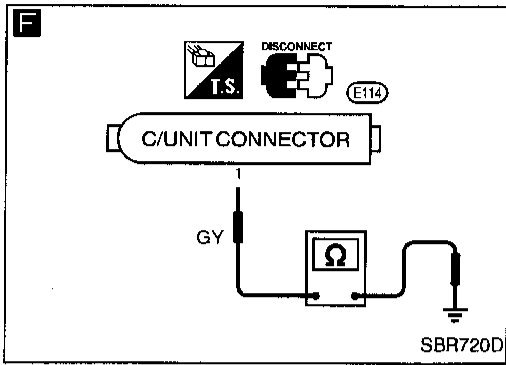 F
DISCONNECT
T.S.
E114
C/UNIT CONNECTOR
1
GY
Ω
SBR720D